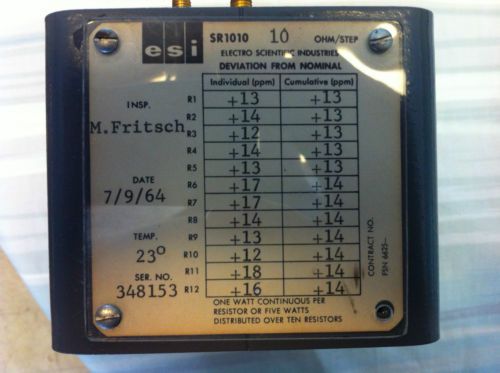 esi SR1010 10 OHM/STEP
ELECTRO SCIENTIFIC INDUSTRIES
DEVIATION FROM NOMINAL
Individual (ppm) Cumulative (ppm)
R1 +13 +13
R2 +14 +13
R3 +12 +13
R4 +14 +13
R5 +13 +13
R6 +17 +14
R7 +17 +14
R8 +14 +14
R9 +13 +14
R10 +12 +14
R11 +18 +14
R12 +16 +14
INSP.
M.Fritsch
DATE
7/9/64
TEMP.
23º
SER. NO.
348153
ONE WATT CONTINUOUS PER
RESISTOR OR FIVE WATTS
DISTRIBUTED OVER TEN RESISTORS
CONTRACT NO.
FSN 6625-